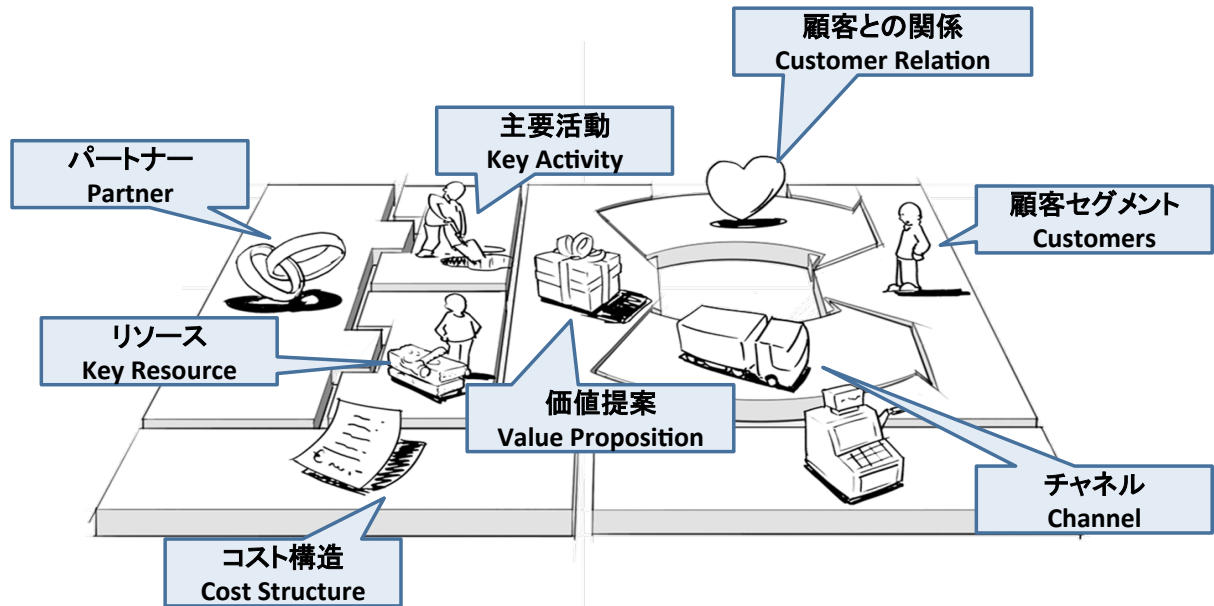 顧客との関係
Customer Relation
主要活動
Key Activity
パートナー
Partner
顧客セグメント
Customers
リソース
Key Resource
価値提案
Value Proposition
チャネル
Channel
コスト構造
Cost Structure